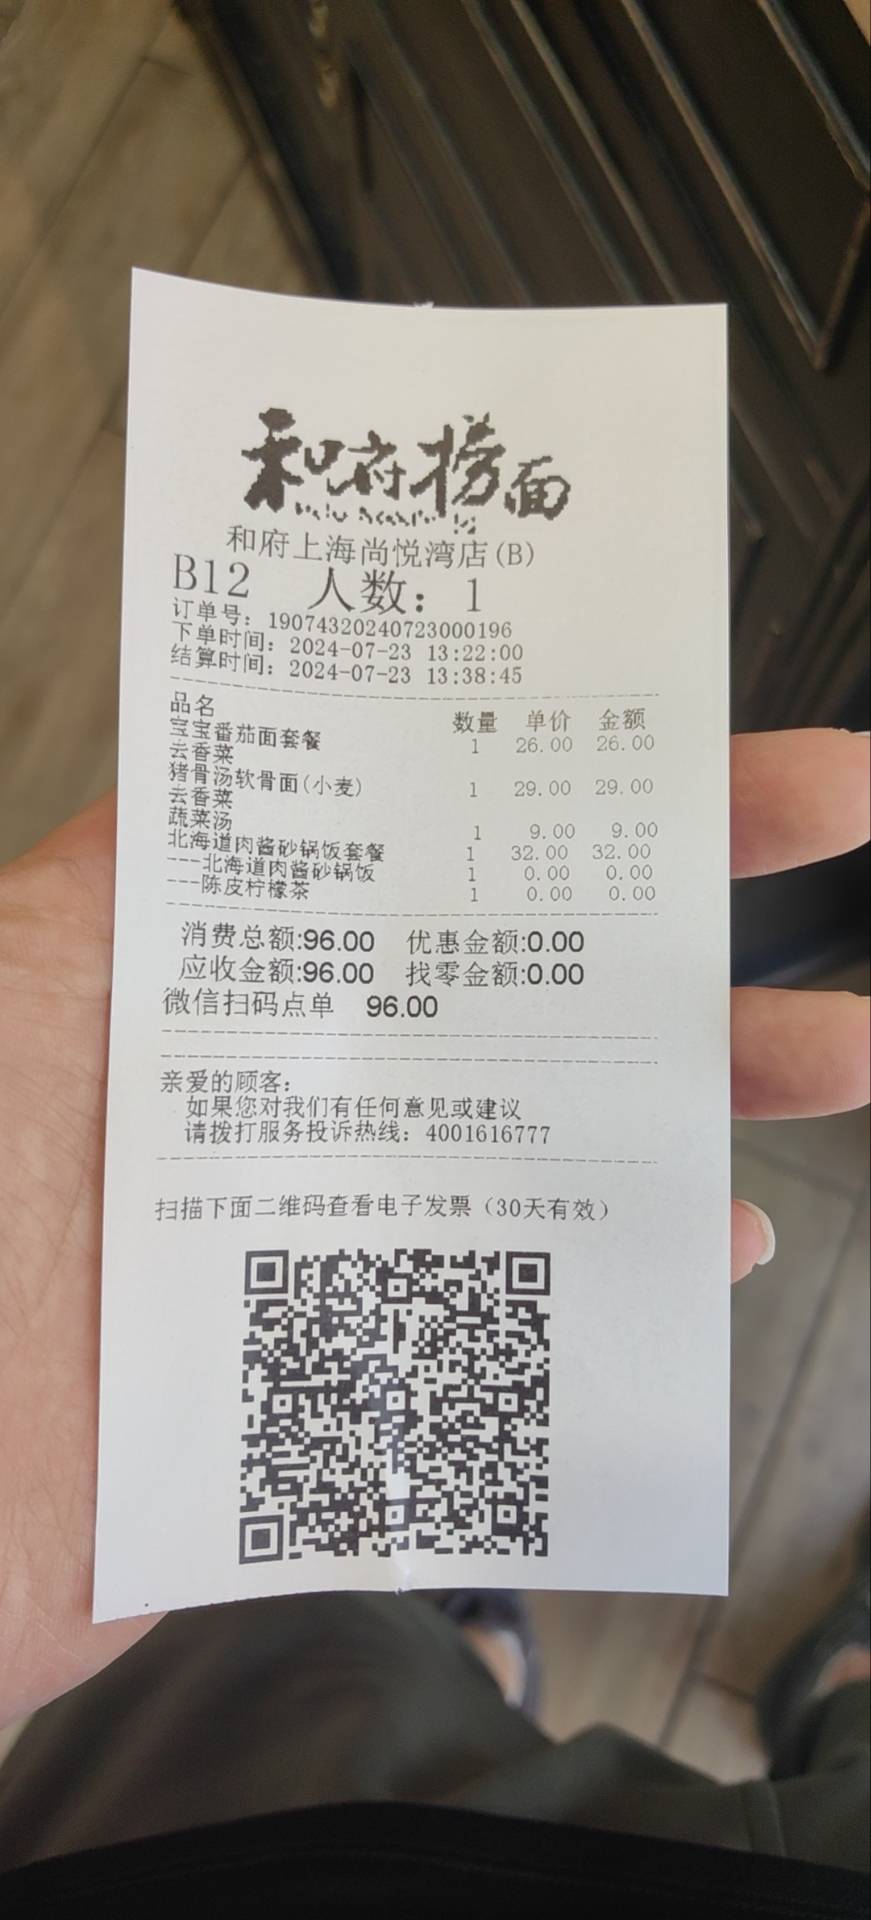 和府捞面
和府上海尚悦湾店(B)
B12 人数: 1
订单号: 19074320240723000196
下单时间: 2024-07-23 13:22:00
结算时间: 2024-07-23 13:38:45
品名 数量 单价 金额
宝宝番茄面套餐 1 26.00 26.00
去香菜
猪骨汤软骨面(小麦) 1 29.00 29.00
去香菜
蔬菜汤 1 9.00 9.00
北海道肉酱砂锅饭套餐 1 32.00 32.00
---北海道肉酱砂锅饭 1 0.00 0.00
---陈皮柠檬茶 1 0.00 0.00
消费总额:96.00 优惠金额:0.00
应收金额:96.00 找零金额:0.00
微信扫码点单 96.00
亲爱的顾客:
如果您对我们有任何意见或建议
请拨打服务投诉热线: 4001616777
扫描下面二维码查看电子发票（30天有效）